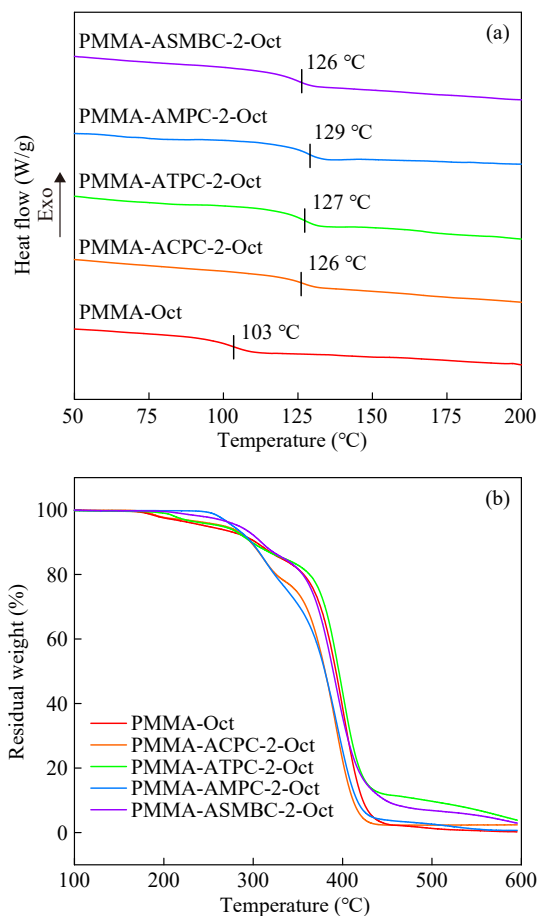 (a)
PMMA-ASMBC-2-Oct
126 ℃
PMMA-AMPC-2-Oct
129 ℃
PMMA-ATPC-2-Oct
127 ℃
PMMA-ACPC-2-Oct
126 ℃
PMMA-Oct
103 ℃
Heat flow (W/g)
Exo
50 75 100 125 150 175 200
Temperature (℃)
(b)
100
80
60
40
20
0
Residual weight (%)
PMMA-Oct
PMMA-ACPC-2-Oct
PMMA-ATPC-2-Oct
PMMA-AMPC-2-Oct
PMMA-ASMBC-2-Oct
100 200 300 400 500 600
Temperature (℃)